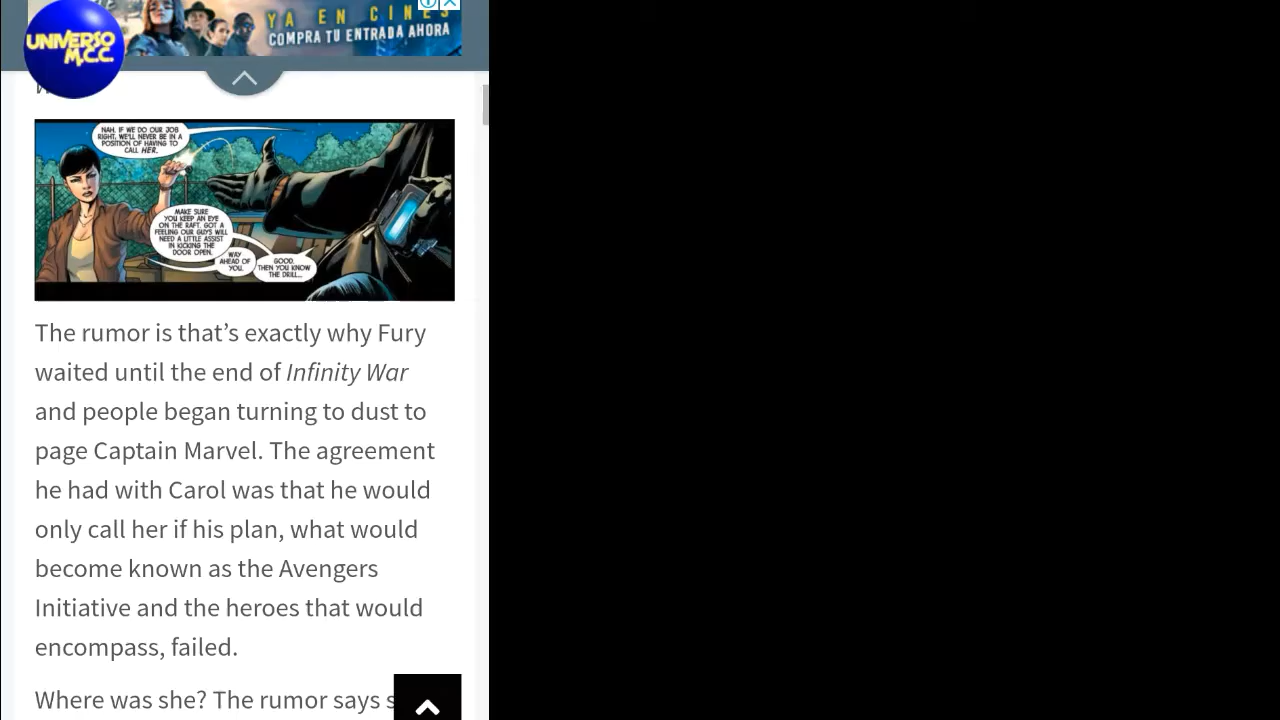 YA EN CINES
COMPRA TU ENTRADA AHORA
UNIVERSO
M.C.C.
NAH. IF WE DO OUR JOB
RIGHT, WE'LL NEVER BE IN A
POSITION OF HAVING TO
CALL HER.
MAKE SURE
YOU KEEP AN EYE
ON THE RAFT. GOT A
FEELING OUR GUYS WILL
NEED A LITTLE ASSIST
IN KICKING THE
DOOR OPEN.
WAY
AHEAD OF
YOU.
GOOD.
THEN YOU KNOW
THE DRILL...
The rumor is that’s exactly why Fury
waited until the end of Infinity War
and people began turning to dust to
page Captain Marvel. The agreement
he had with Carol was that he would
only call her if his plan, what would
become known as the Avengers
Initiative and the heroes that would
encompass, failed.
Where was she? The rumor says